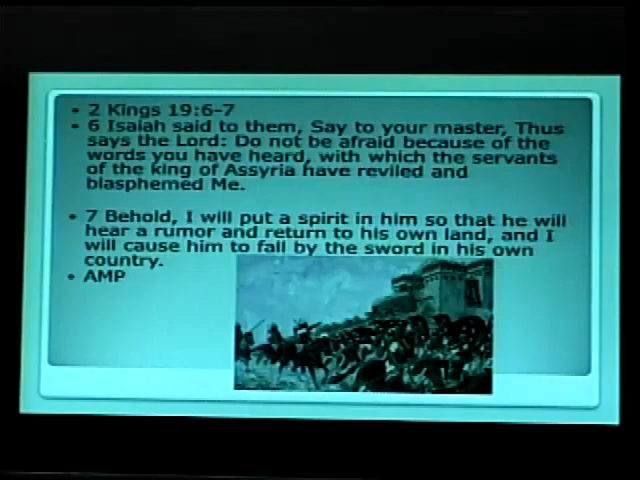 • 2 Kings 19:6-7
• 6 Isaiah said to them, Say to your master, Thus
says the Lord: Do not be afraid because of the
words you have heard, with which the servants
of the king of Assyria have reviled and
blasphemed Me.
• 7 Behold, I will put a spirit in him so that he will
hear a rumor and return to his own land, and I
will cause him to fall by the sword in his own
country.
• AMP